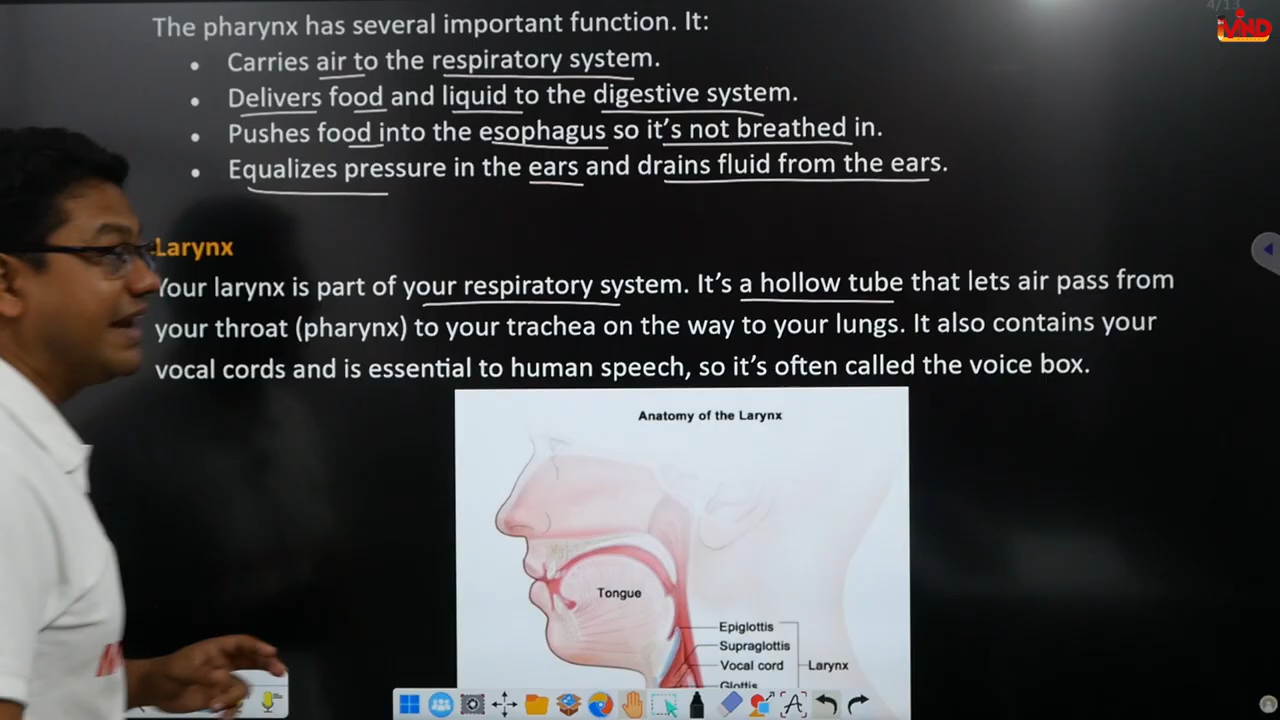 4/13
MIND
The pharynx has several important function. It:
• Carries air to the respiratory system.
• Delivers food and liquid to the digestive system.
• Pushes food into the esophagus so it's not breathed in.
• Equalizes pressure in the ears and drains fluid from the ears.
Larynx
Your larynx is part of your respiratory system. It's a hollow tube that lets air pass from
your throat (pharynx) to your trachea on the way to your lungs. It also contains your
vocal cords and is essential to human speech, so it's often called the voice box.
Anatomy of the Larynx
Tongue
Epiglottis
Supraglottis
Vocal cord
Larynx
Glottis